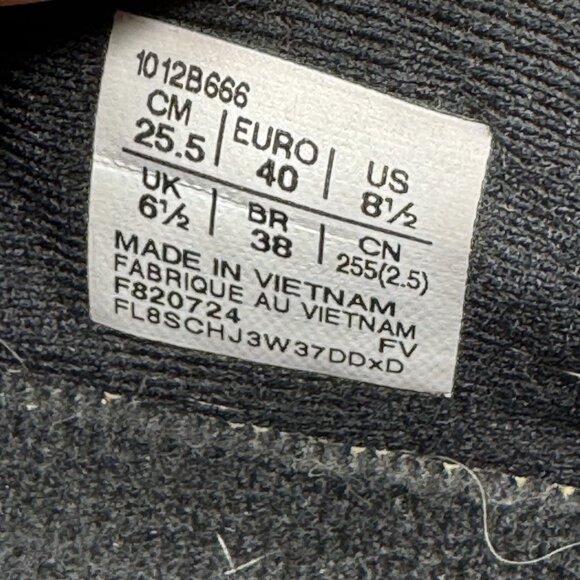 1012B666
CM | EURO | US
25.5 | 40 | 8½
UK | BR | CN
6½ | 38 | 255(2.5)
MADE IN VIETNAM
FABRIQUE AU VIETNAM
F820724 FV
FL8SCHJ3W37DDxD